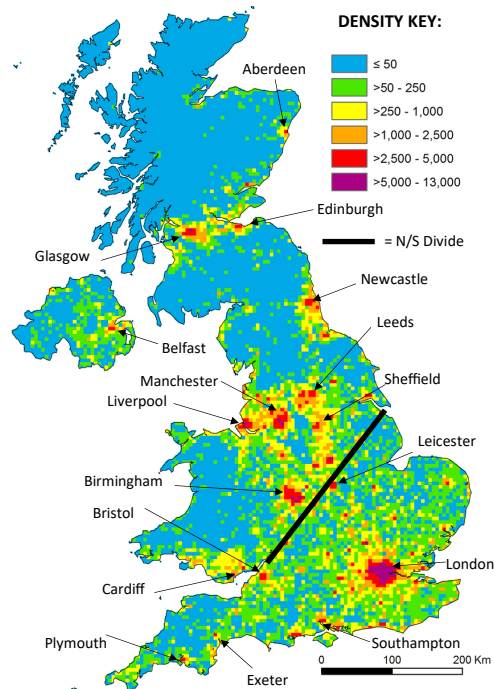 DENSITY KEY:
≤ 50
>50 - 250
>250 - 1,000
>1,000 - 2,500
>2,500 - 5,000
>5,000 - 13,000
Aberdeen
Edinburgh
= N/S Divide
Glasgow
Newcastle
Leeds
Belfast
Manchester
Sheffield
Liverpool
Leicester
Birmingham
Bristol
London
Cardiff
Plymouth
Southampton
Exeter
0 100 200 Km